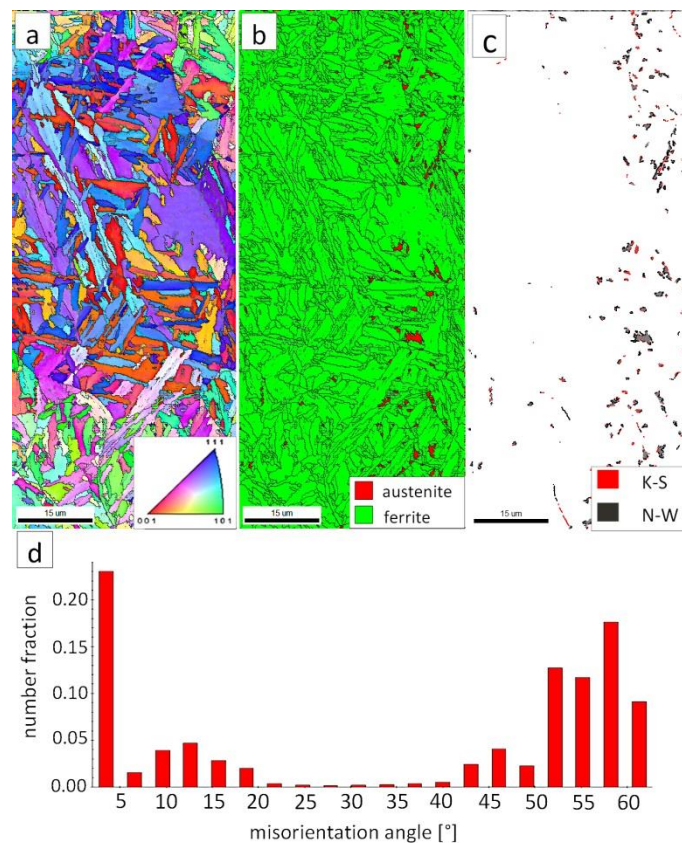 a
b
c
111
001
101
15 um
austenite
ferrite
15 um
K-S
N-W
15 um
d
0.20
0.15
0.10
0.05
0.00
number fraction
5 10 15 20 25 30 35 40 45 50 55 60
misorientation angle [°]